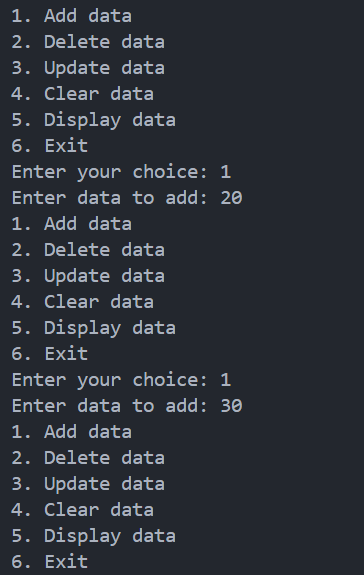 1. Add data
2. Delete data
3. Update data
4. Clear data
5. Display data
6. Exit
Enter your choice: 1
Enter data to add: 20
1. Add data
2. Delete data
3. Update data
4. Clear data
5. Display data
6. Exit
Enter your choice: 1
Enter data to add: 30
1. Add data
2. Delete data
3. Update data
4. Clear data
5. Display data
6. Exit